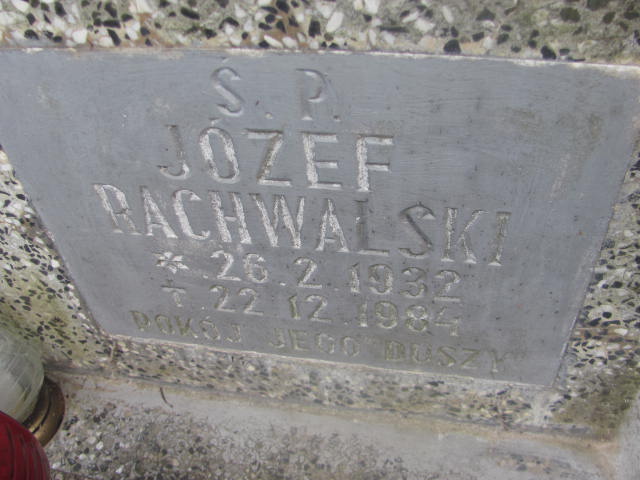 Ś.P.
JÓZEF
RACHWALSKI
* 26.2.1932
† 22.12.1984
POKÓJ JEGO DUSZY